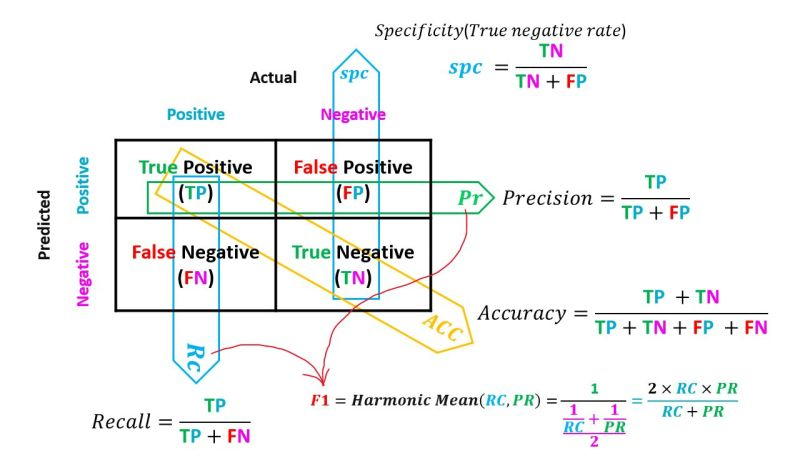 Specificity(True negative rate)
spc = TN / TN + FP
spc
Actual
Positive
Negative
Predicted
Positive
Negative
True Positive
(TP)
False Positive
(FP)
Pr
Precision = TP / TP + FP
False Negative
(FN)
True Negative
(TN)
ACC
Accuracy = TP + TN / TP + TN + FP + FN
Rc
Recall = TP / TP + FN
F1 = Harmonic Mean(RC, PR) = 1 / ((1 / RC + 1 / PR) / 2) = 2 × RC × PR / RC + PR